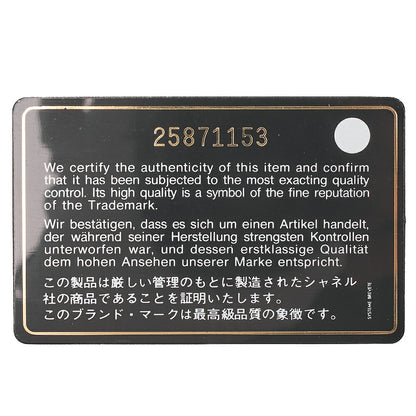 25871153
We certify the authenticity of this item and confirm
that it has been subjected to the most exacting quality
control. Its high quality is a symbol of the fine reputation
of the Trademark.
Wir bestätigen, dass es sich um einen Artikel handelt,
der während seiner Herstellung strengsten Kontrollen
unterworfen war, und dessen erstklassige Qualität
dem hohen Ansehen unserer Marke entspricht.
この製品は厳しい管理のもとに製造されたシャネル
社の商品であることを証明いたします。
このブランド・マークは最高級品質の象徴です。
SYSTEME BREVETE